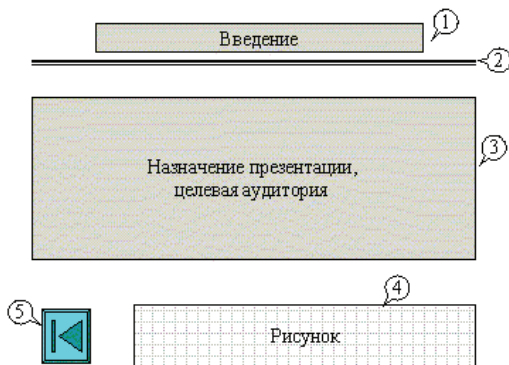 Введение
1
2
Назначение презентации,
целевая аудитория
3
4
5
Рисунок